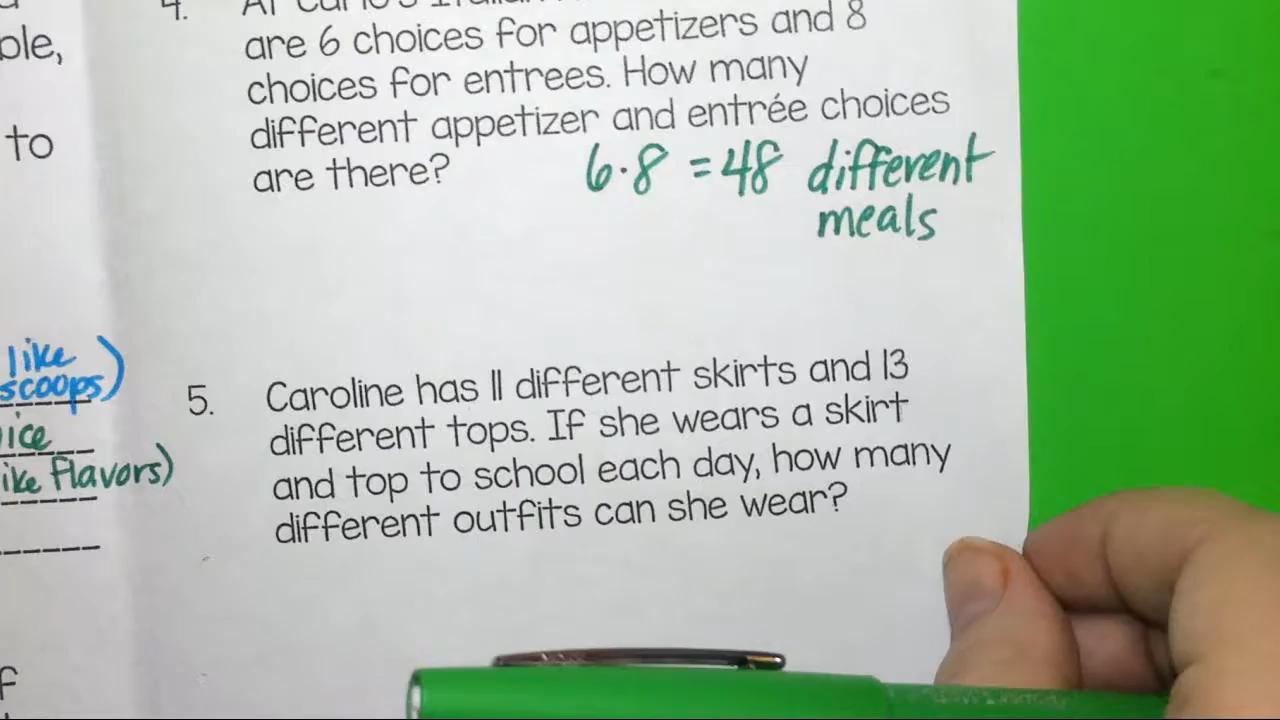 ple,
to
like
scoops)
ike flavors)
4. At Carlo's Italian
are 6 choices for appetizers and 8
choices for entrees. How many
different appetizer and entrée choices
are there?
6·8 = 48 different
meals
5. Caroline has 11 different skirts and 13
different tops. If she wears a skirt
and top to school each day, how many
different outfits can she wear?